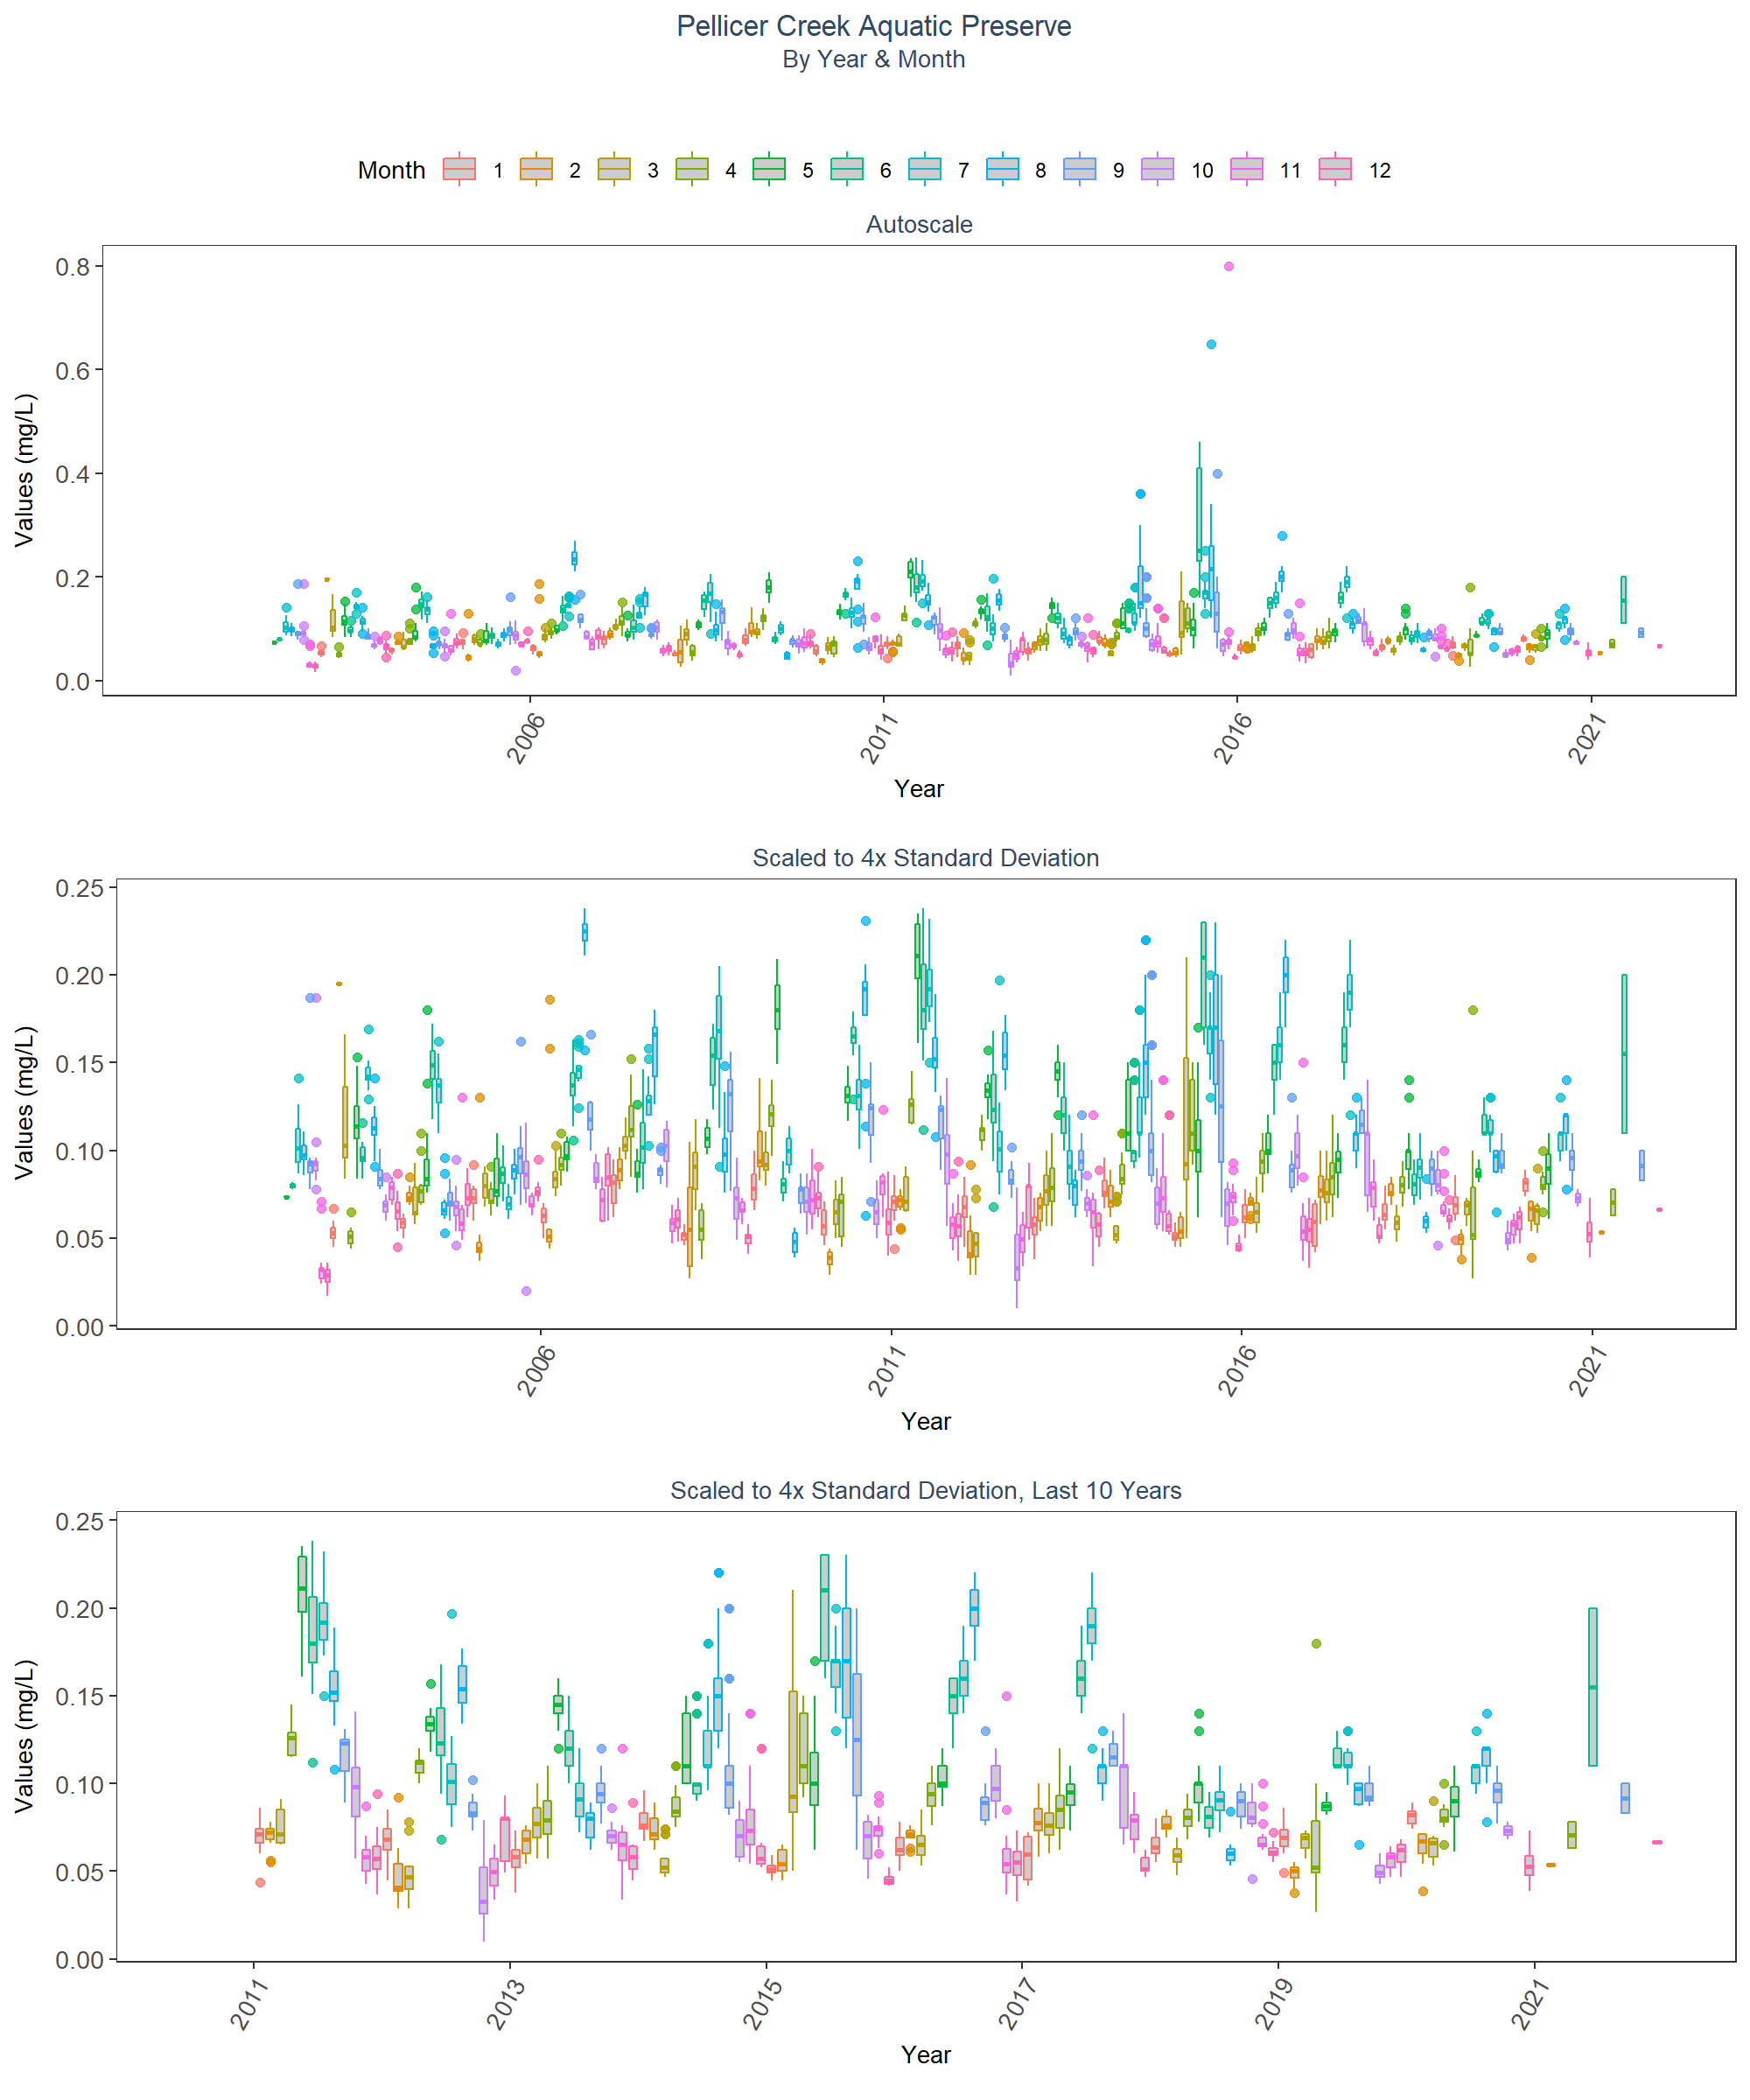 Pellicer Creek Aquatic Preserve
By Year & Month
Month 1 2 3 4 5 6 7 8 9 10 11 12
Autoscale
Values (mg/L)
0.8
0.6
0.4
0.2
0.0
2006 2011 2016 2021
Year
Scaled to 4x Standard Deviation
Values (mg/L)
0.25
0.20
0.15
0.10
0.05
0.00
2006 2011 2016 2021
Year
Scaled to 4x Standard Deviation, Last 10 Years
Values (mg/L)
0.25
0.20
0.15
0.10
0.05
0.00
2011 2013 2015 2017 2019 2021
Year